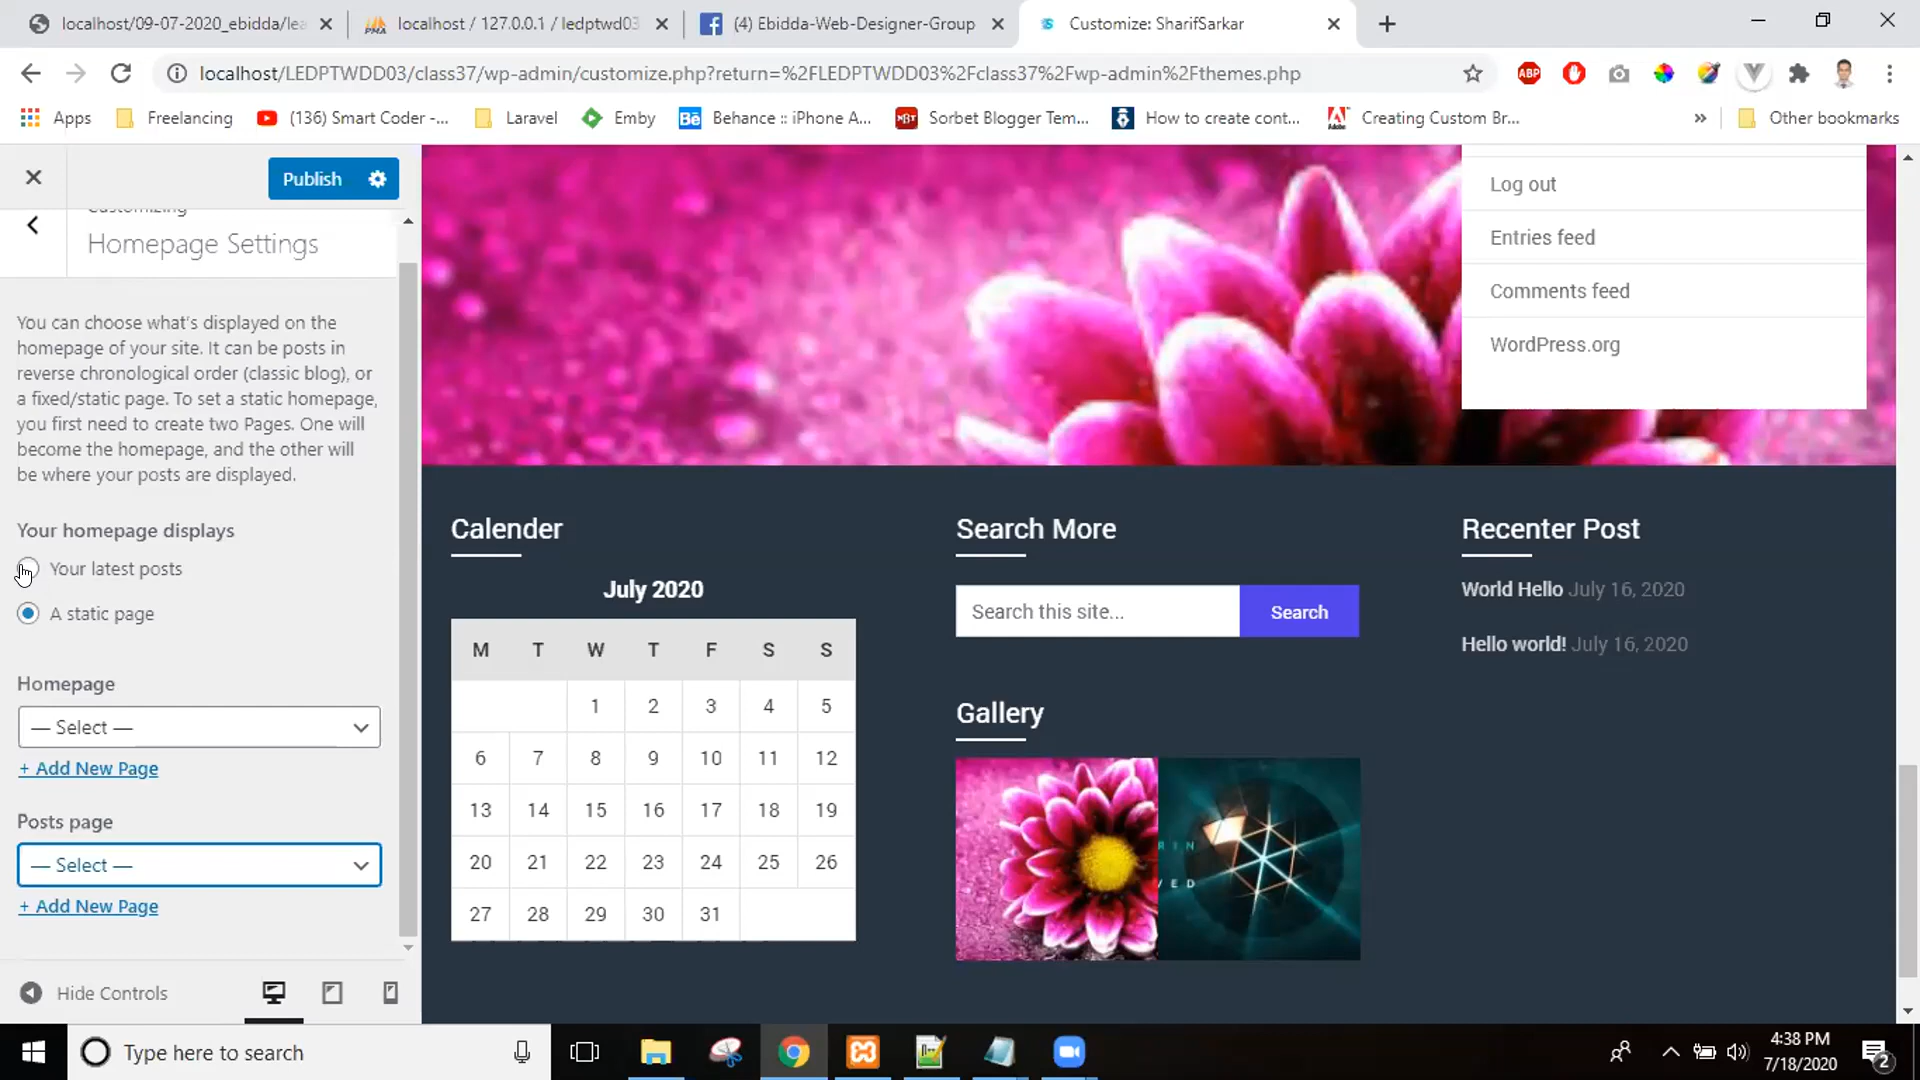 localhost/09-07-2020_ebidda/lea
localhost / 127.0.0.1 / ledptwd03
(4) Ebidda-Web-Designer-Group
Customize: SharifSarkar
localhost/LEDPTWDD03/class37/wp-admin/customize.php?return=%2FLEDPTWDD03%2Fclass37%2Fwp-admin%2Fthemes.php
ABP
Apps
Freelancing
(136) Smart Coder -...
Laravel
Emby
Behance :: iPhone A...
Sorbet Blogger Tem...
How to create cont...
Creating Custom Br...
Other bookmarks
Publish
Customizing
Homepage Settings
You can choose what's displayed on the
homepage of your site. It can be posts in
reverse chronological order (classic blog), or
a fixed/static page. To set a static homepage,
you first need to create two Pages. One will
become the homepage, and the other will
be where your posts are displayed.
Your homepage displays
Your latest posts
A static page
Homepage
— Select —
+ Add New Page
Posts page
— Select —
+ Add New Page
Hide Controls
Log out
Entries feed
Comments feed
WordPress.org
Calender
July 2020
M T W T F S S
1 2 3 4 5
6 7 8 9 10 11 12
13 14 15 16 17 18 19
20 21 22 23 24 25 26
27 28 29 30 31
Search More
Search this site...
Search
Gallery
Recenter Post
World Hello July 16, 2020
Hello world! July 16, 2020
Type here to search
4:38 PM
7/18/2020
2